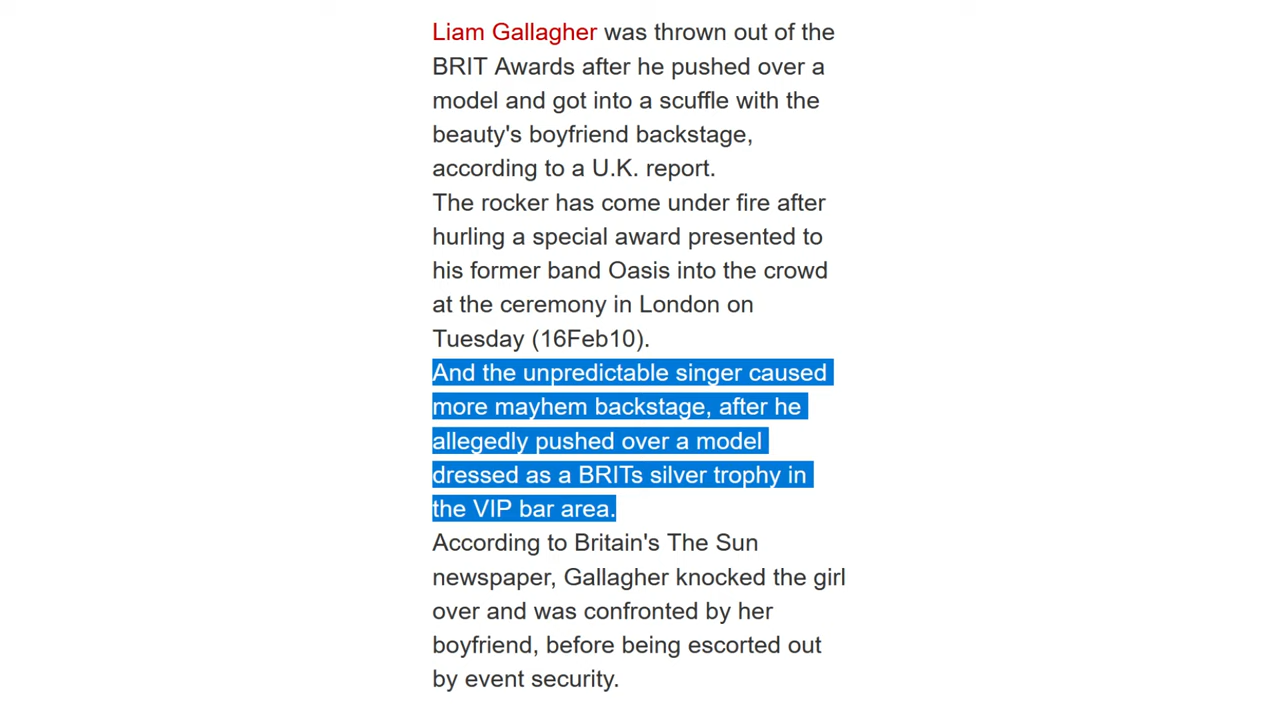 Liam Gallagher was thrown out of the
BRIT Awards after he pushed over a
model and got into a scuffle with the
beauty's boyfriend backstage,
according to a U.K. report.
The rocker has come under fire after
hurling a special award presented to
his former band Oasis into the crowd
at the ceremony in London on
Tuesday (16Feb10).
And the unpredictable singer caused
more mayhem backstage, after he
allegedly pushed over a model
dressed as a BRITs silver trophy in
the VIP bar area.
According to Britain's The Sun
newspaper, Gallagher knocked the girl
over and was confronted by her
boyfriend, before being escorted out
by event security.